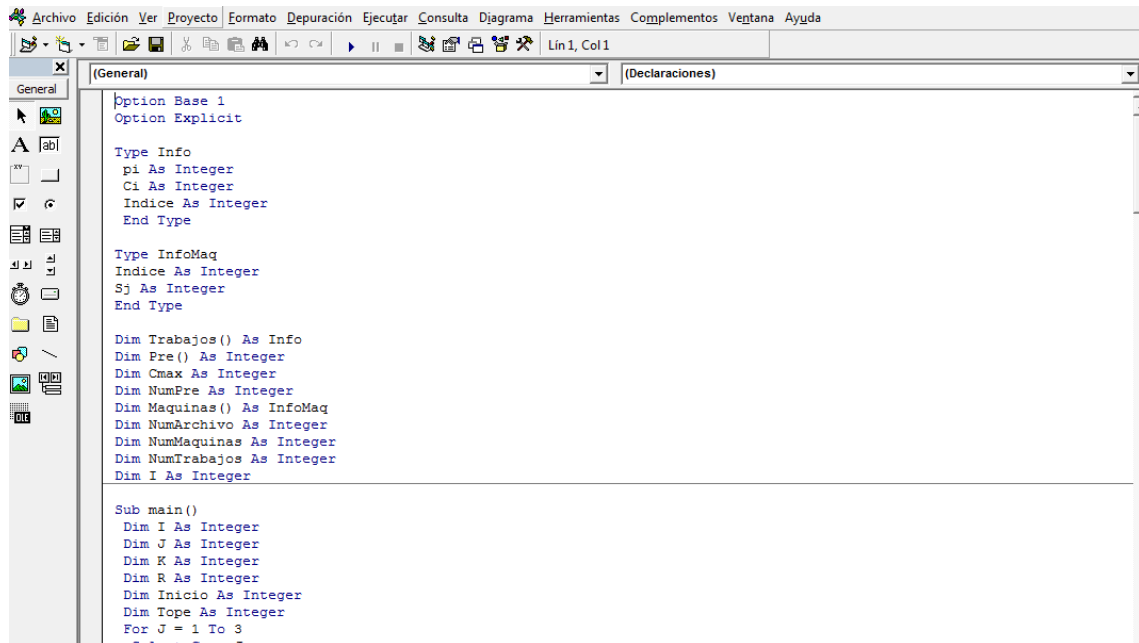 Archivo Edición Ver Proyecto Formato Depuración Ejecutar Consulta Diagrama Herramientas Complementos Ventana Ayuda
Lín 1, Col 1
(General) (Declaraciones)
General
A ab
XY
OLE
Option Base 1
Option Explicit
Type Info
pi As Integer
Ci As Integer
Indice As Integer
End Type
Type InfoMaq
Indice As Integer
Sj As Integer
End Type
Dim Trabajos() As Info
Dim Pre() As Integer
Dim Cmax As Integer
Dim NumPre As Integer
Dim Maquinas() As InfoMaq
Dim NumArchivo As Integer
Dim NumMaquinas As Integer
Dim NumTrabajos As Integer
Dim I As Integer
Sub main()
Dim I As Integer
Dim J As Integer
Dim K As Integer
Dim R As Integer
Dim Inicio As Integer
Dim Tope As Integer
For J = 1 To 3